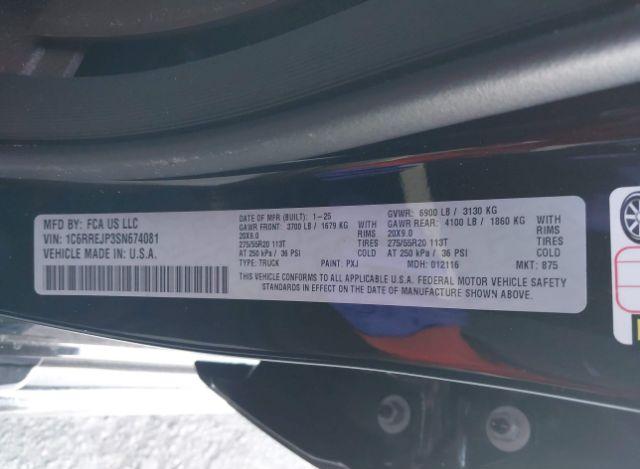 MFD BY: FCA US LLC
VIN: 1C6RREJP3SN674081
VEHICLE MADE IN: U.S.A.
DATE OF MFR (BUILT): 1-25 GVWR: 6900 LB / 3130 KG
GAWR FRONT: 3700 LB / 1679 KG WITH GAWR REAR: 4100 LB / 1860 KG WITH
20X9.0 RIMS 20X9.0 RIMS
275/55R20 113T 275/55R20 113T
AT 250 kPa / 36 PSI COLD AT 250 kPa / 36 PSI COLD
TYPE: TRUCK PAINT: PXJ MDH: 012116 MKT: 875
THIS VEHICLE CONFORMS TO ALL APPLICABLE U.S.A. FEDERAL MOTOR VEHICLE SAFETY
STANDARDS IN EFFECT ON THE DATE OF MANUFACTURE SHOWN ABOVE.